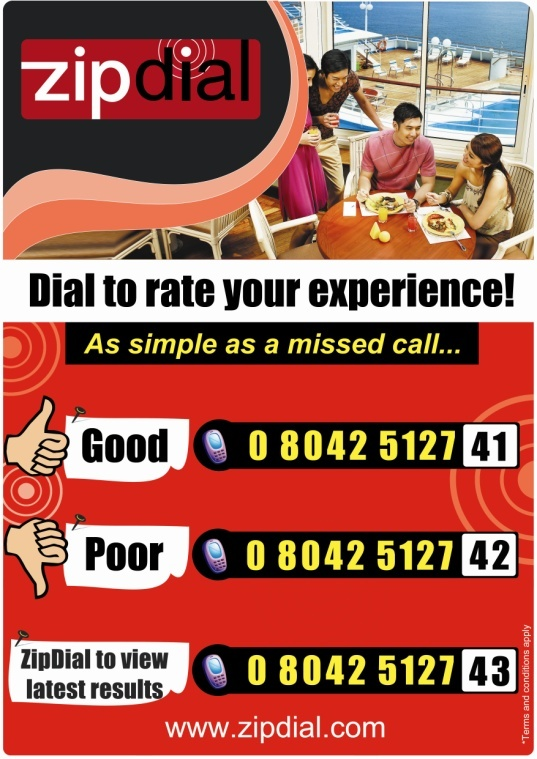 zipdial
Dial to rate your experience!
As simple as a missed call...
Good 0 8042 5127 41
Poor 0 8042 5127 42
ZipDial to view
latest results
0 8042 5127 43
www.zipdial.com
*Terms and conditions apply